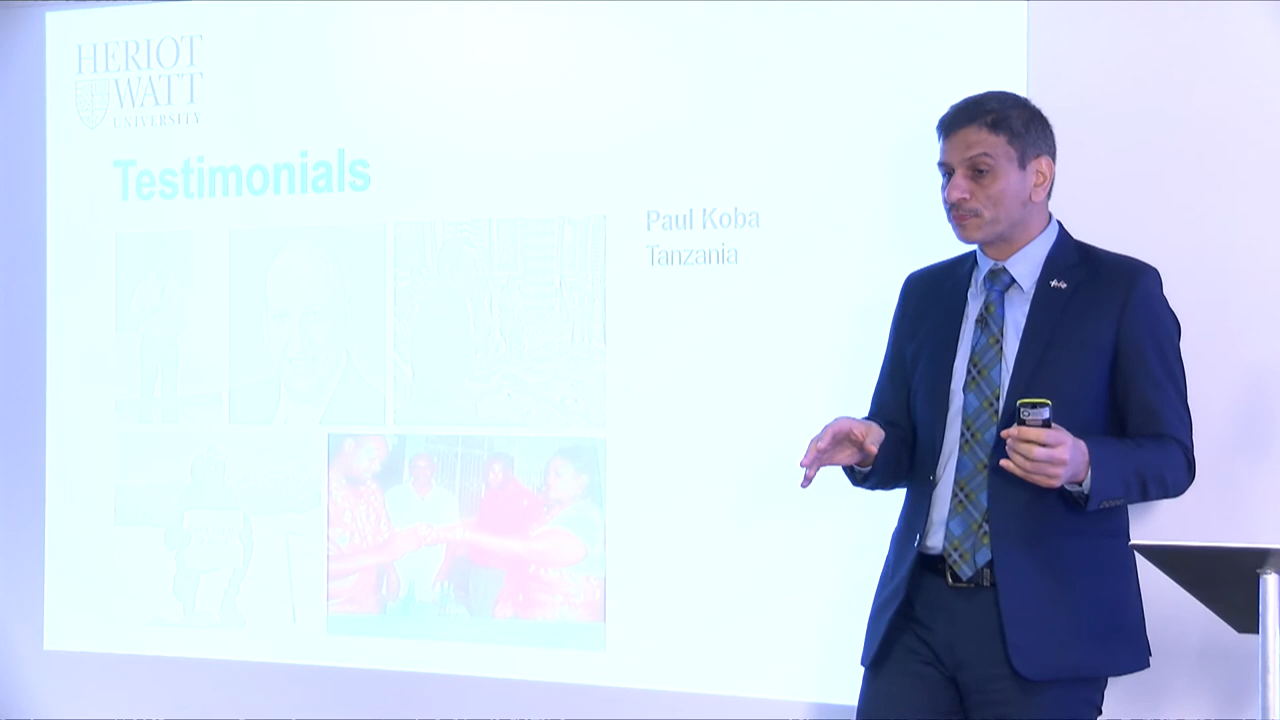 HERIOT
WATT
UNIVERSITY
Testimonials
Paul Koba
Tanzania